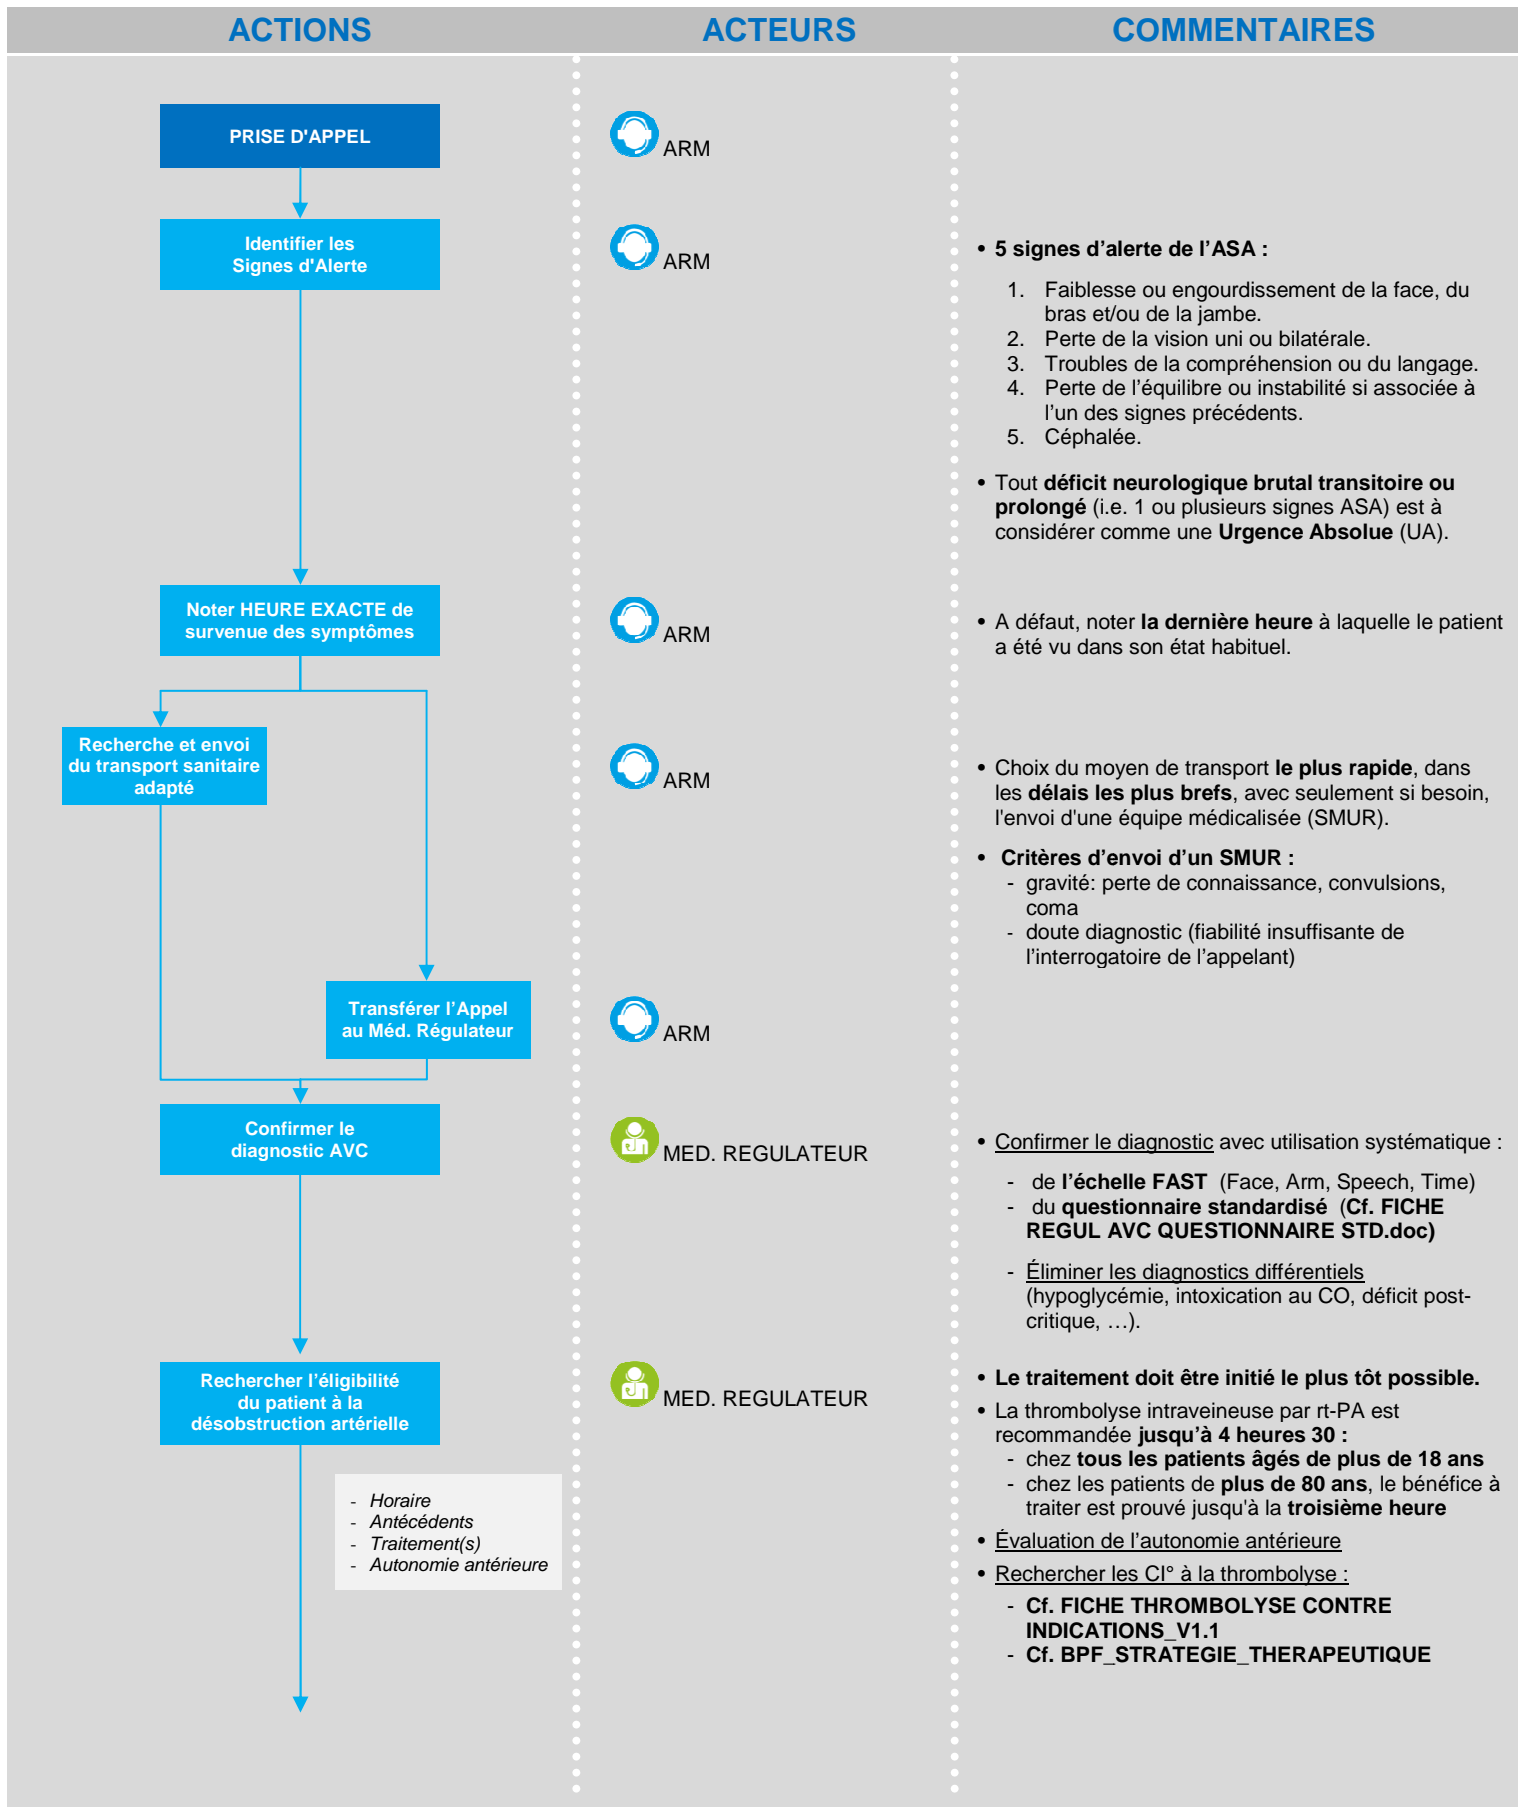 ACTIONS
ACTEURS
COMMENTAIRES
PRISE D'APPEL
ARM
Identifier les
Signes d'Alerte
ARM
• 5 signes d’alerte de l’ASA :
1. Faiblesse ou engourdissement de la face, du
bras et/ou de la jambe.
2. Perte de la vision uni ou bilatérale.
3. Troubles de la compréhension ou du langage.
4. Perte de l’équilibre ou instabilité si associée à
l’un des signes précédents.
5. Céphalée.
• Tout déficit neurologique brutal transitoire ou
prolongé (i.e. 1 ou plusieurs signes ASA) est à
considérer comme une Urgence Absolue (UA).
Noter HEURE EXACTE de
survenue des symptômes
ARM
• A défaut, noter la dernière heure à laquelle le patient
a été vu dans son état habituel.
Recherche et envoi
du transport sanitaire
adapté
ARM
• Choix du moyen de transport le plus rapide, dans
les délais les plus brefs, avec seulement si besoin,
l'envoi d'une équipe médicalisée (SMUR).
• Critères d’envoi d’un SMUR :
- gravité: perte de connaissance, convulsions,
coma
- doute diagnostic (fiabilité insuffisante de
l’interrogatoire de l’appelant)
Transférer l’Appel
au Méd. Régulateur
ARM
Confirmer le
diagnostic AVC
MED. REGULATEUR
• Confirmer le diagnostic avec utilisation systématique :
- de l’échelle FAST (Face, Arm, Speech, Time)
- du questionnaire standardisé (Cf. FICHE
REGUL AVC QUESTIONNAIRE STD.doc)
- Éliminer les diagnostics différentiels
(hypoglycémie, intoxication au CO, déficit post-
critique, …).
Rechercher l’éligibilité
du patient à la
désobstruction artérielle
MED. REGULATEUR
- Horaire
- Antécédents
- Traitement(s)
- Autonomie antérieure
• Le traitement doit être initié le plus tôt possible.
• La thrombolyse intraveineuse par rt-PA est
recommandée jusqu’à 4 heures 30 :
- chez tous les patients âgés de plus de 18 ans
- chez les patients de plus de 80 ans, le bénéfice à
traiter est prouvé jusqu'à la troisième heure
• Évaluation de l’autonomie antérieure
• Rechercher les CI° à la thrombolyse :
- Cf. FICHE THROMBOLYSE CONTRE
INDICATIONS_V1.1
- Cf. BPF_STRATEGIE_THERAPEUTIQUE